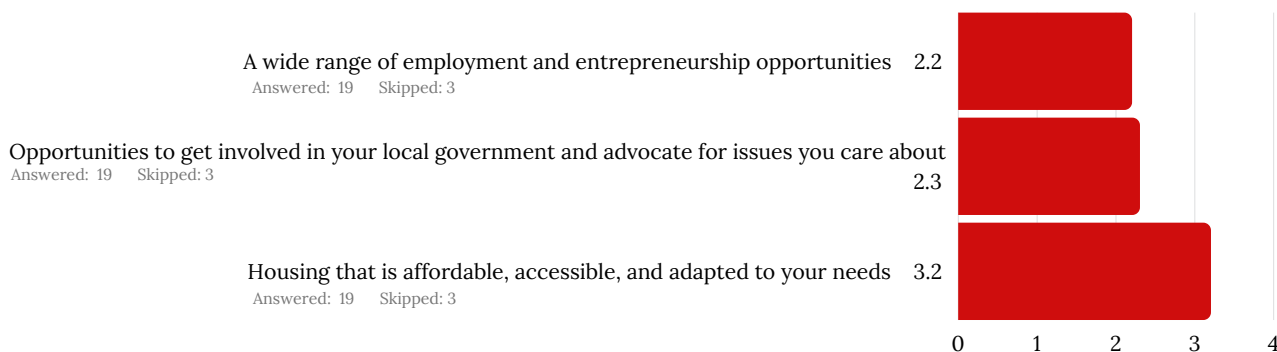 A wide range of employment and entrepreneurship opportunities 2.2
Answered: 19 Skipped: 3
Opportunities to get involved in your local government and advocate for issues you care about
Answered: 19 Skipped: 3
2.3
Housing that is affordable, accessible, and adapted to your needs 3.2
Answered: 19 Skipped: 3
0 1 2 3 4